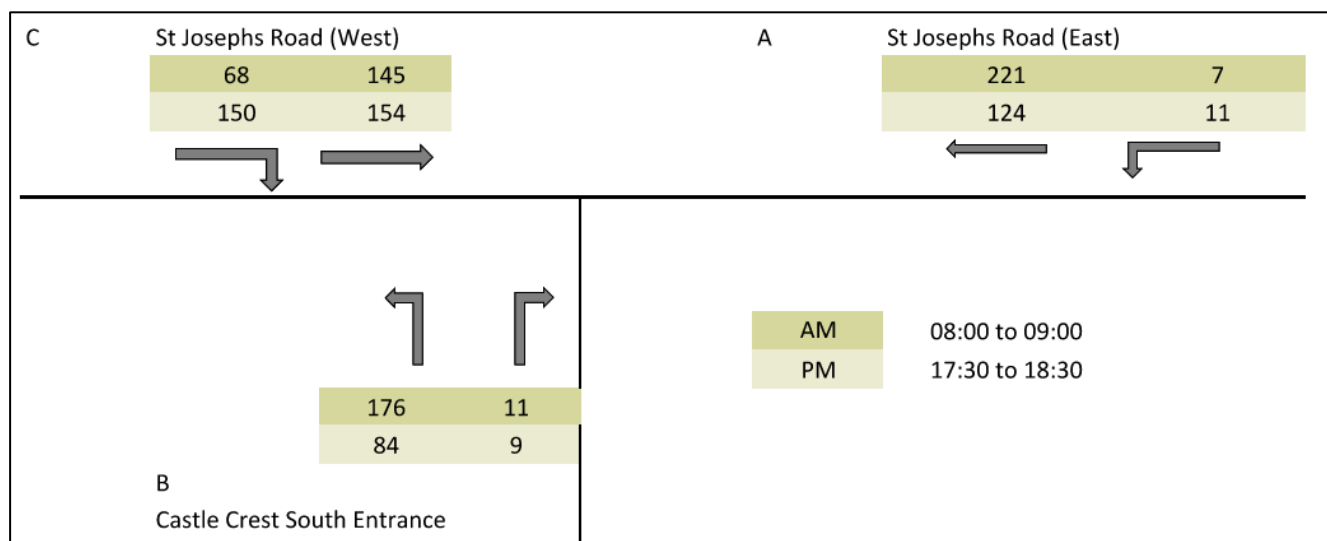 C St Josephs Road (West) A St Josephs Road (East)
68 145 221 7
150 154 124 11
AM 08:00 to 09:00
PM 17:30 to 18:30
176 11
84 9
B
Castle Crest South Entrance